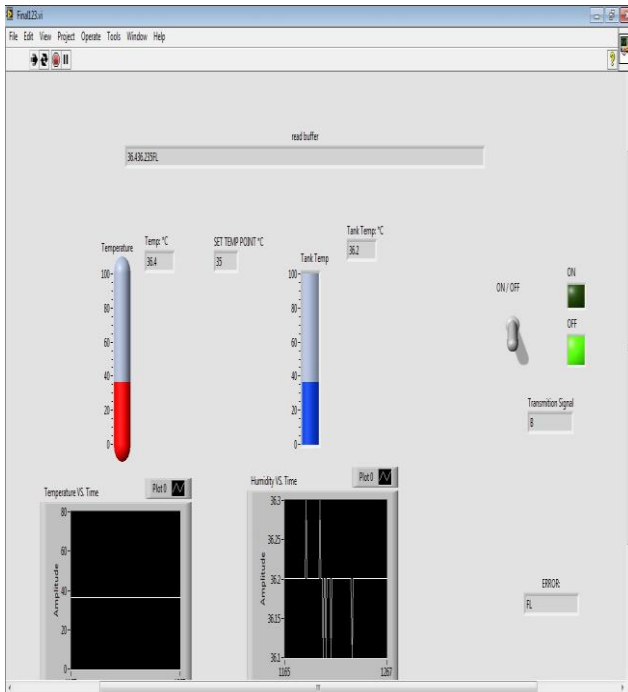 Final123.vi
File Edit View Project Operate Tools Window Help
read buffer
36.436.235FL
Temperature
Temp: °C
36.4
SET TEMP POINT °C
35
Tank Temp: °C
36.2
Tank Temp
100
80
60
40
20
0
100
80
60
40
20
0
ON / OFF
ON
OFF
Transmition Signal
B
Temperature VS. Time
Plot 0
Amplitude
80
60
40
20
0
Humidity VS. Time
Plot 0
Amplitude
36.3
36.25
36.2
36.15
36.1
1165
1267
ERROR:
FL